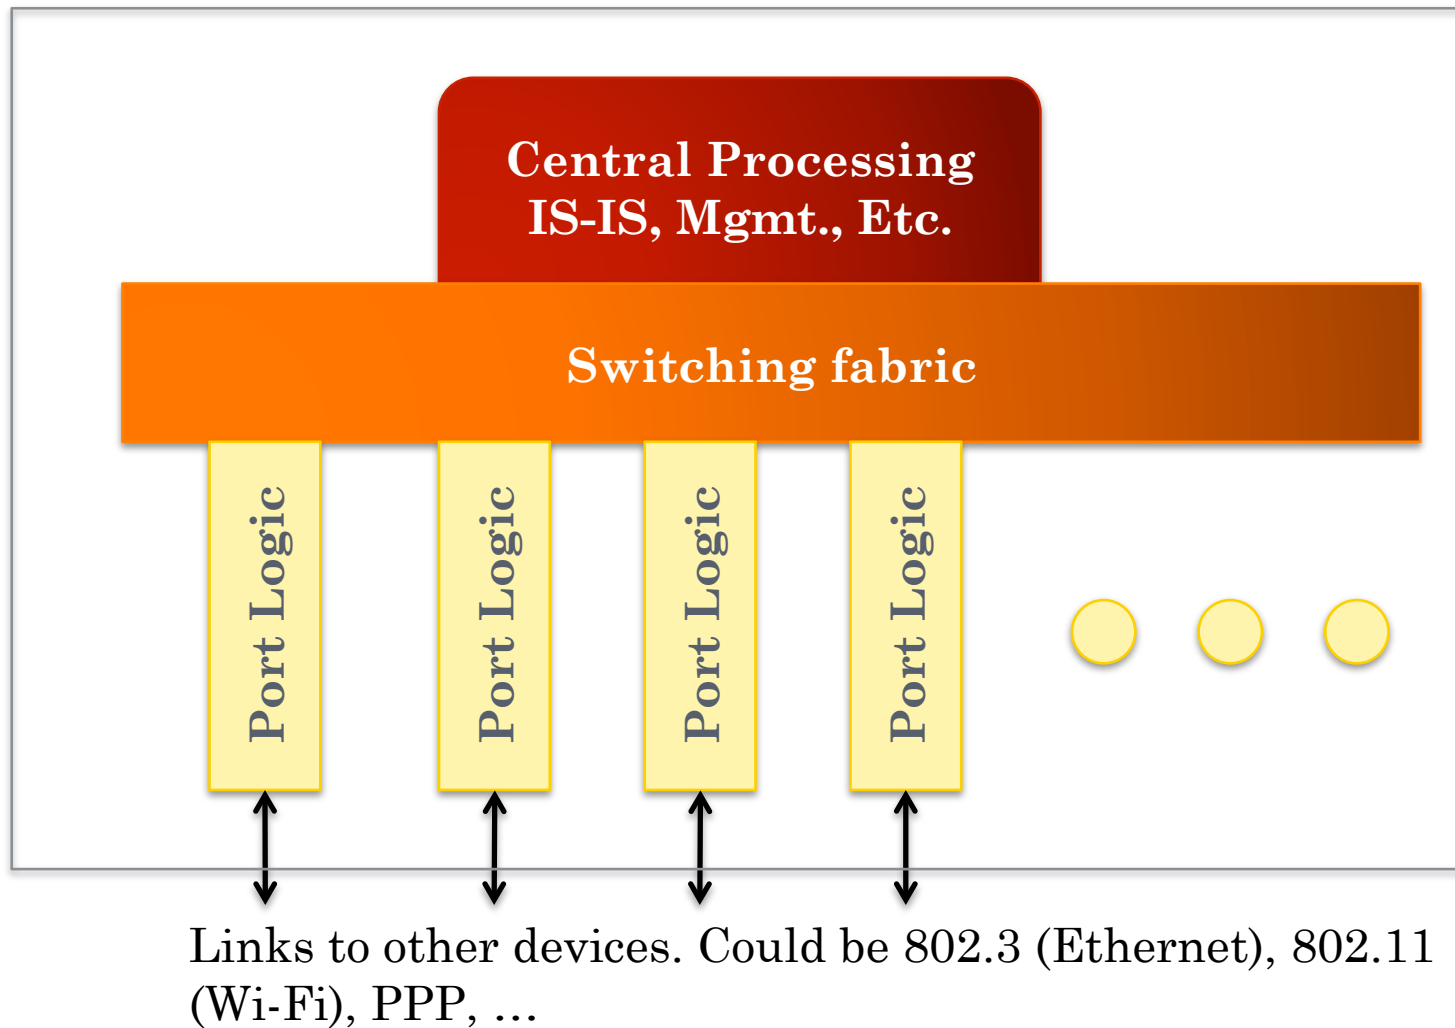 Central Processing
IS-IS, Mgmt., Etc.
Switching fabric
Port Logic
Port Logic
Port Logic
Port Logic
Links to other devices. Could be 802.3 (Ethernet), 802.11
(Wi-Fi), PPP, …